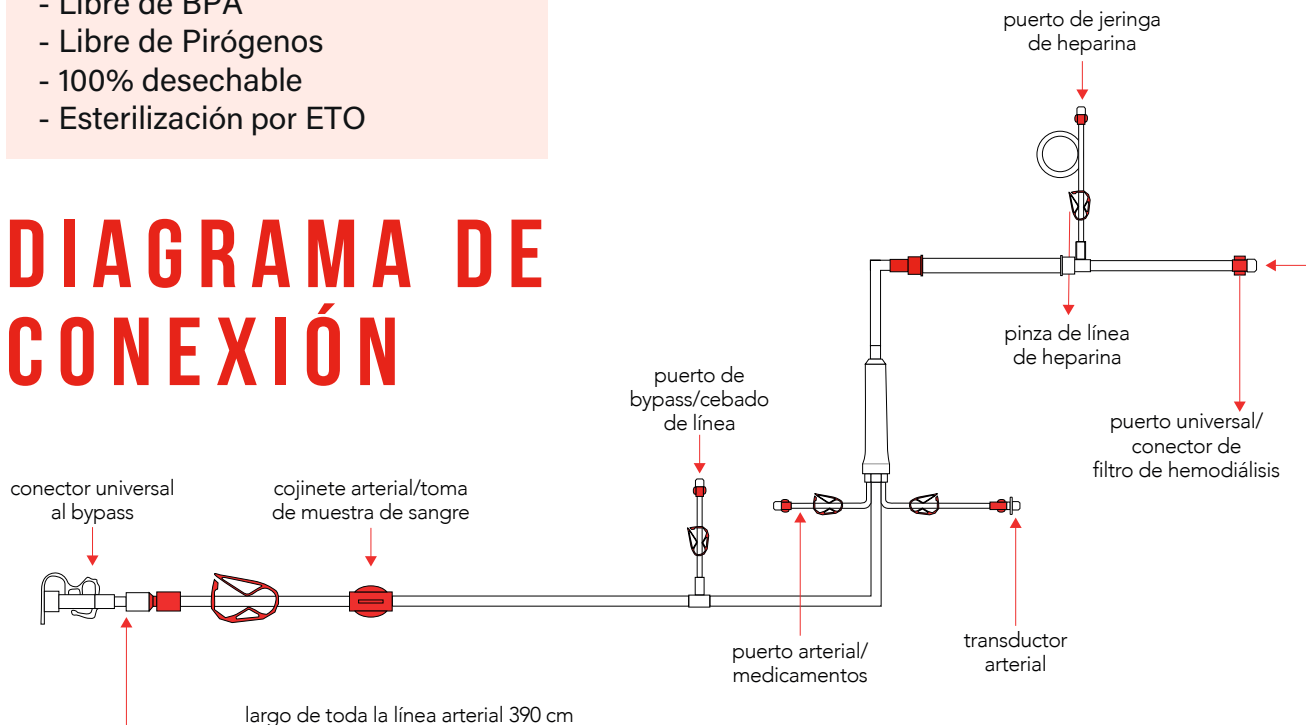 - Libre de BPA
- Libre de Pirógenos
- 100% desechable
- Esterilización por ETO
DIAGRAMA DE
CONEXIÓN
puerto de jeringa
de heparina
pinza de línea
de heparina
puerto universal/
conector de
filtro de hemodiálisis
puerto de
bypass/cebado
de línea
conector universal
al bypass
cojinete arterial/toma
de muestra de sangre
puerto arterial/
medicamentos
transductor
arterial
largo de toda la línea arterial 390 cm